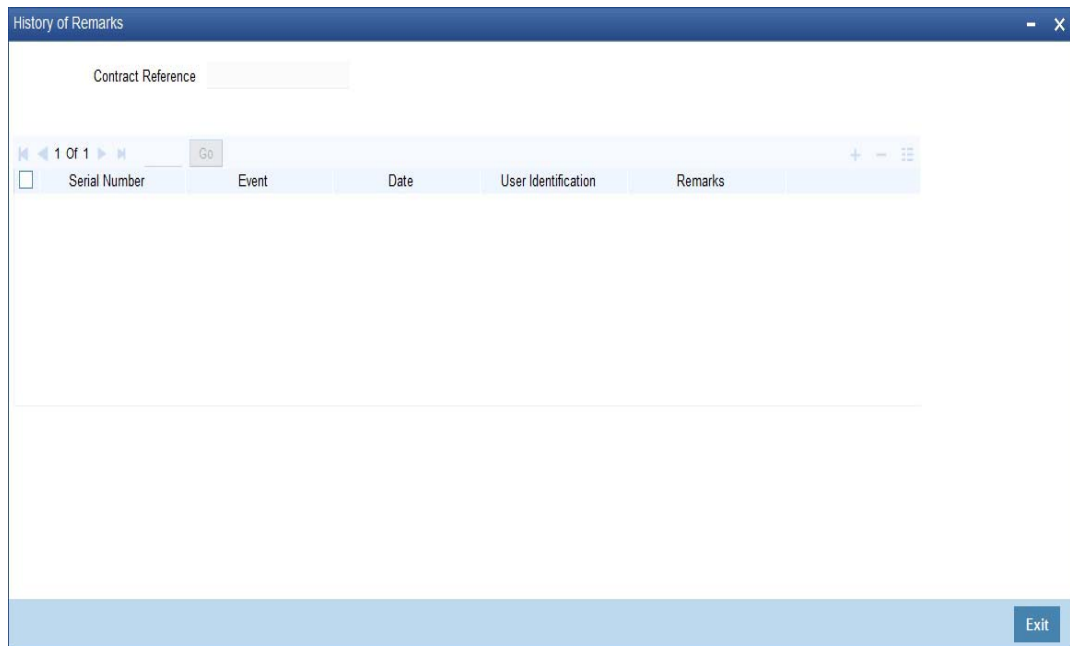 History of Remarks
Contract Reference
1 Of 1 Go
Serial Number Event Date User Identification Remarks
Exit